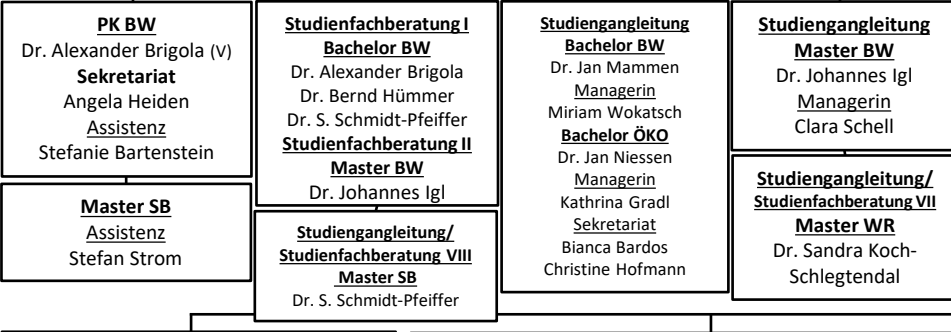 PK BW
Dr. Alexander Brigola (V)
Sekretariat
Angela Heiden
Assistenz
Stefanie Bartenstein
Master SB
Assistenz
Stefan Strom
Studienfachberatung I
Bachelor BW
Dr. Alexander Brigola
Dr. Bernd Hümmer
Dr. S. Schmidt-Pfeiffer
Studienfachberatung II
Master BW
Dr. Johannes Igl
Studiengangleitung/
Studienfachberatung VIII
Master SB
Dr. S. Schmidt-Pfeiffer
Studiengangleitung
Bachelor BW
Dr. Jan Mammen
Managerin
Miriam Wokatsch
Bachelor ÖKO
Dr. Jan Niessen
Managerin
Kathrina Gradl
Sekretariat
Bianca Bardos
Christine Hofmann
Studiengangleitung
Master BW
Dr. Johannes Igl
Managerin
Clara Schell
Studiengangleitung/
Studienfachberatung VII
Master WR
Dr. Sandra Koch-
Schlegtendal